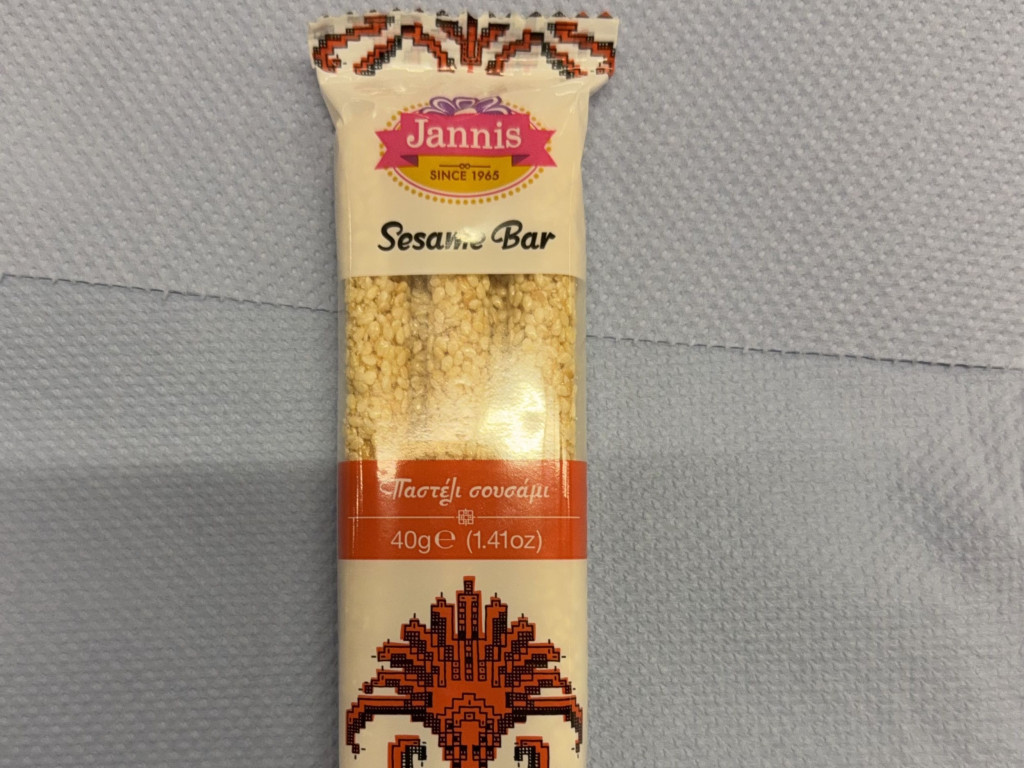 Jannis
SINCE 1965
Sesame Bar
Παστέλι σουσάμι
40g℮ (1.41oz)